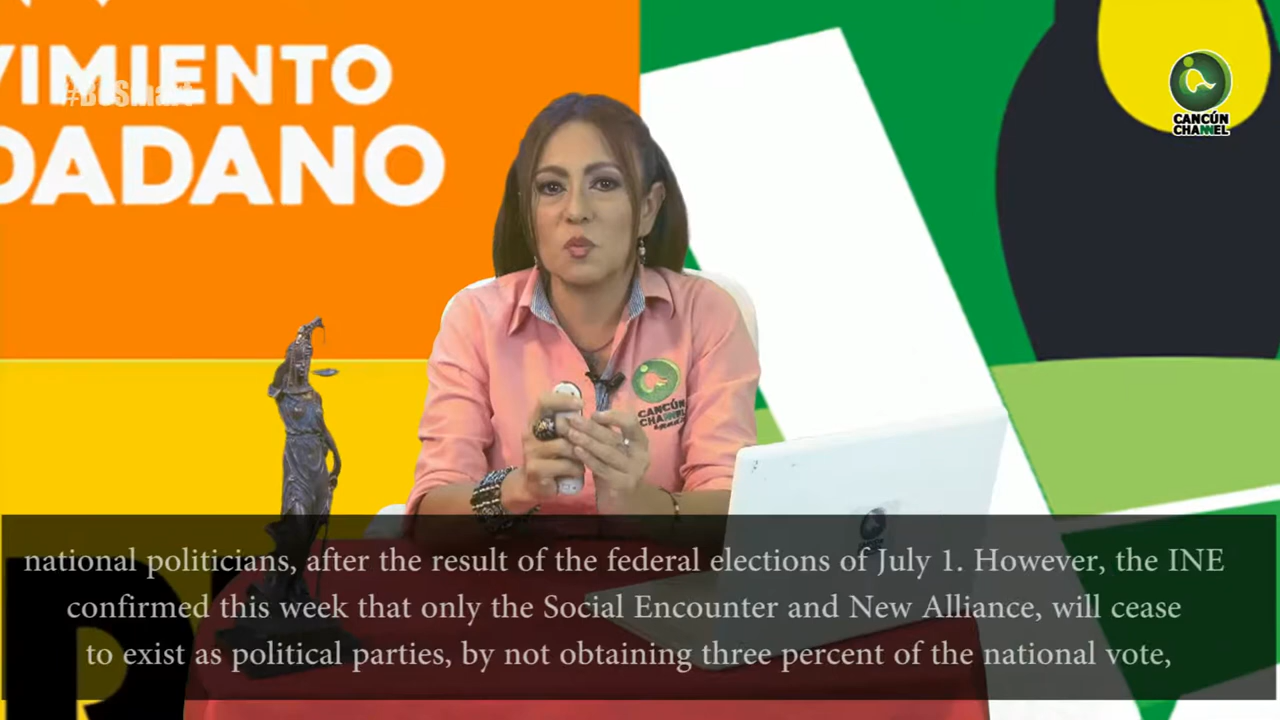 VIMIENTO
#BeSmart
DADANO
CANCÚN
CHANNEL
CANCÚN
CHANNEL
national politicians, after the result of the federal elections of July 1. However, the INE
confirmed this week that only the Social Encounter and New Alliance, will cease
to exist as political parties, by not obtaining three percent of the national vote,